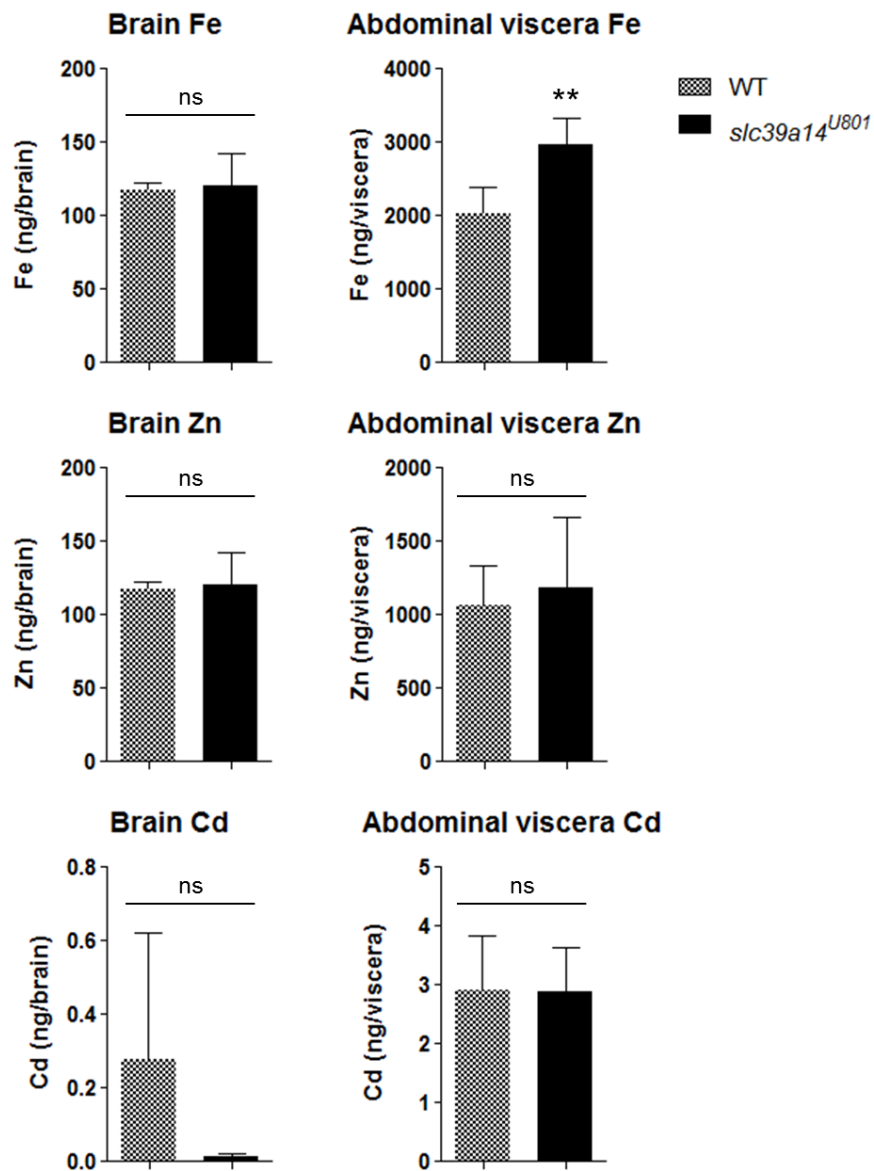 Brain Fe
Fe (ng/brain)
200
150
100
50
0
ns
Abdominal viscera Fe
Fe (ng/viscera)
4000
3000
2000
1000
0
**
WT
slc39a14U801
Brain Zn
Zn (ng/brain)
200
150
100
50
0
ns
Abdominal viscera Zn
Zn (ng/viscera)
2000
1500
1000
500
0
ns
Brain Cd
Cd (ng/brain)
0.8
0.6
0.4
0.2
0.0
ns
Abdominal viscera Cd
Cd (ng/viscera)
5
4
3
2
1
0
ns